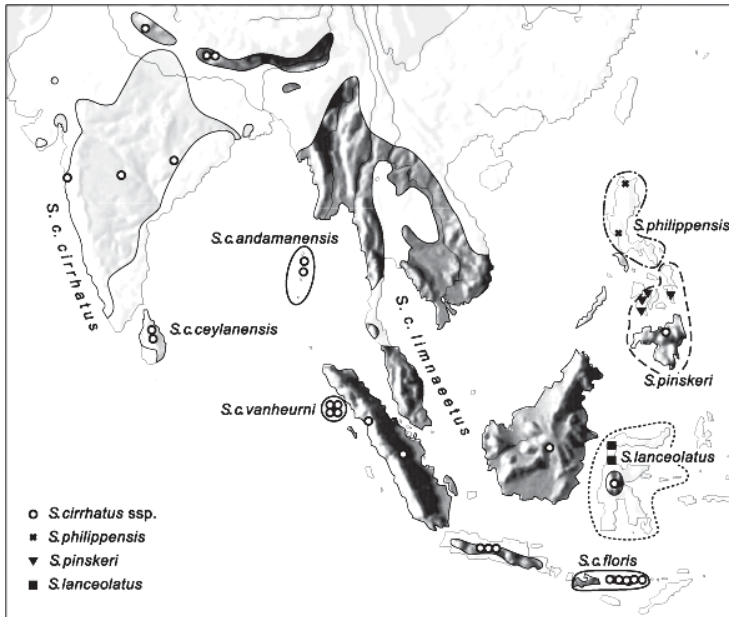 S. philippensis
S. c. andamanensis
S. c. cirrhatus
S. c. ceylanensis
S. c. limnaeetus
S. pinskeri
S. c. vanheurni
S. lanceolatus
S. c. floris
S. cirrhatus ssp.
S. philippensis
S. pinskeri
S. lanceolatus